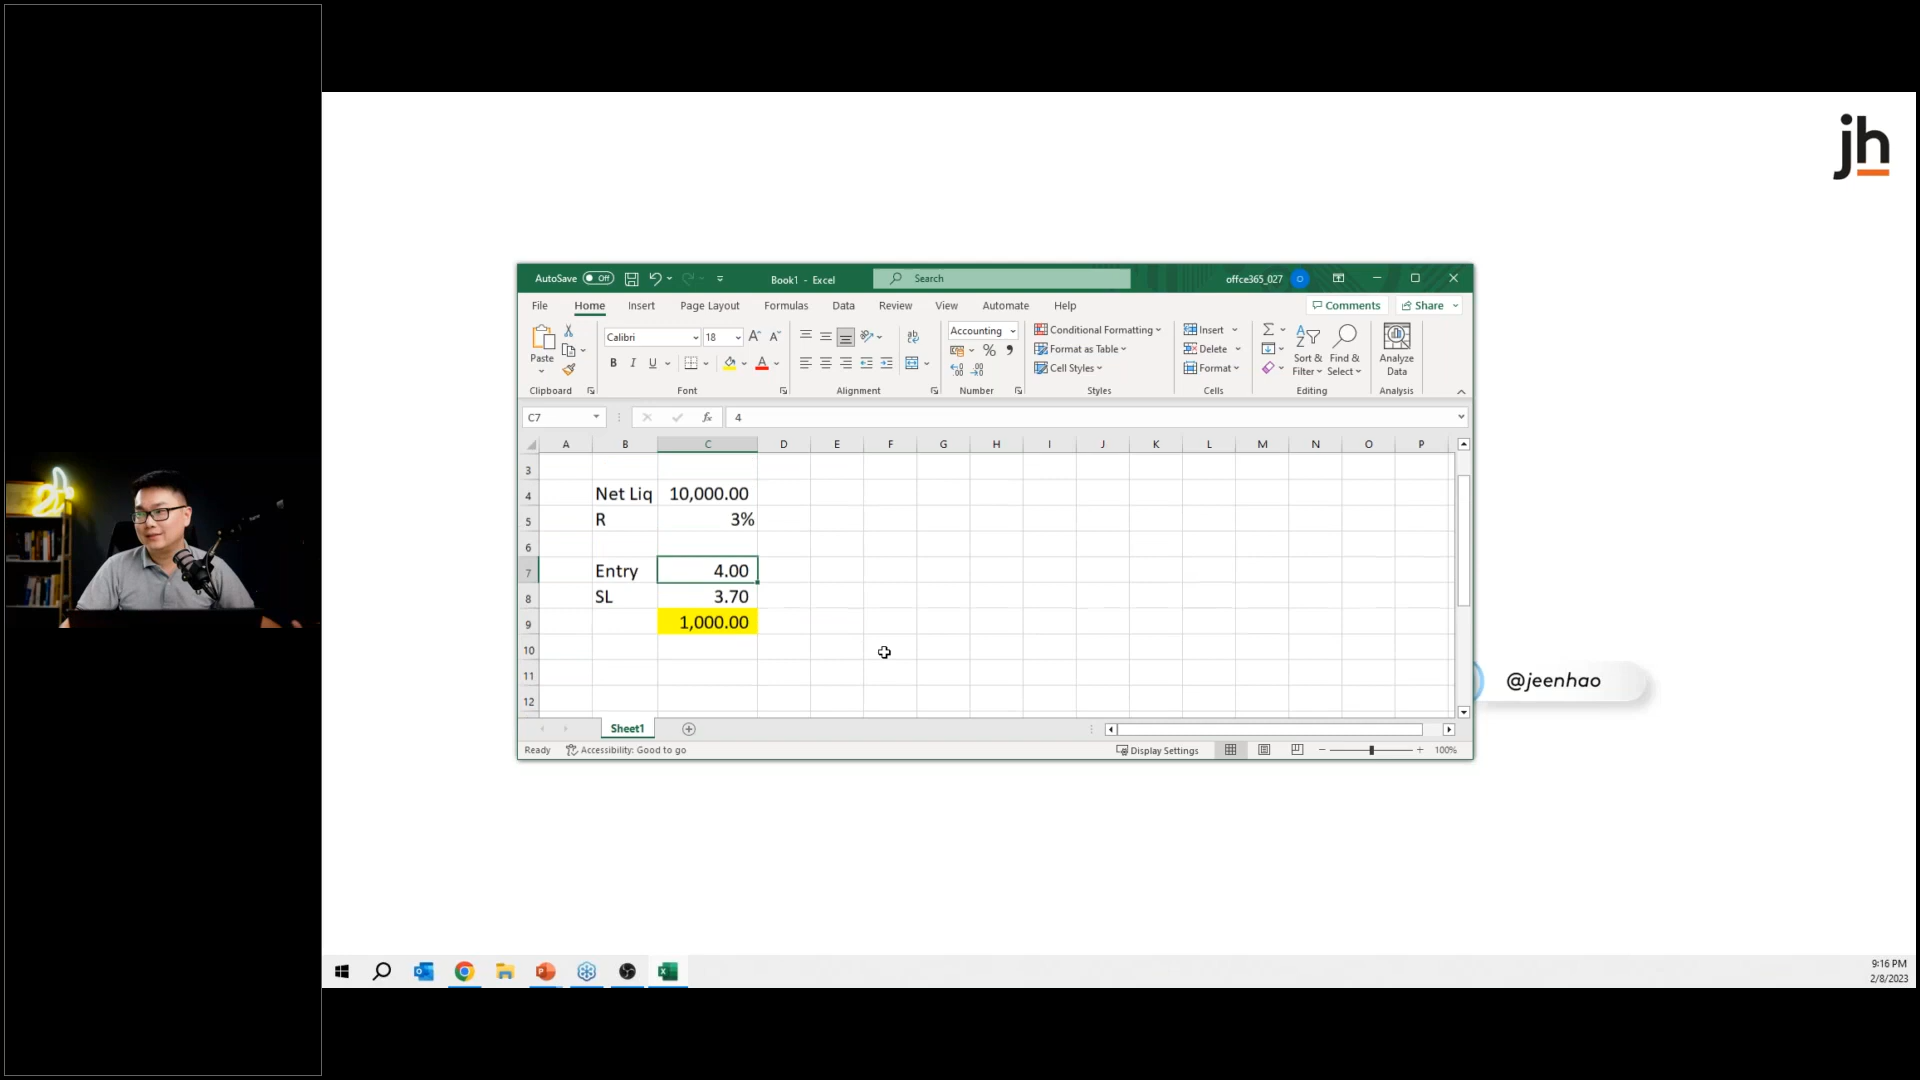 jh
AutoSave Off
Book1 - Excel
Search
offce365_027
File Home Insert Page Layout Formulas Data Review View Automate Help
Comments Share
Paste
Clipboard
Calibri 18
B I U
Font
Alignment
Accounting
% 9
Number
Conditional Formatting
Format as Table
Cell Styles
Styles
Insert
Delete
Format
Cells
Sort & Filter
Find & Select
Editing
Analyze Data
Analysis
C7 fx 4
A B C D E F G H I J K L M N O P
3
4 Net Liq 10,000.00
5 R 3%
6
7 Entry 4.00
8 SL 3.70
9 1,000.00
10
11
12
@jeenhao
Sheet1
Ready Accessibility: Good to go Display Settings 100%
9:16 PM
2/8/2023